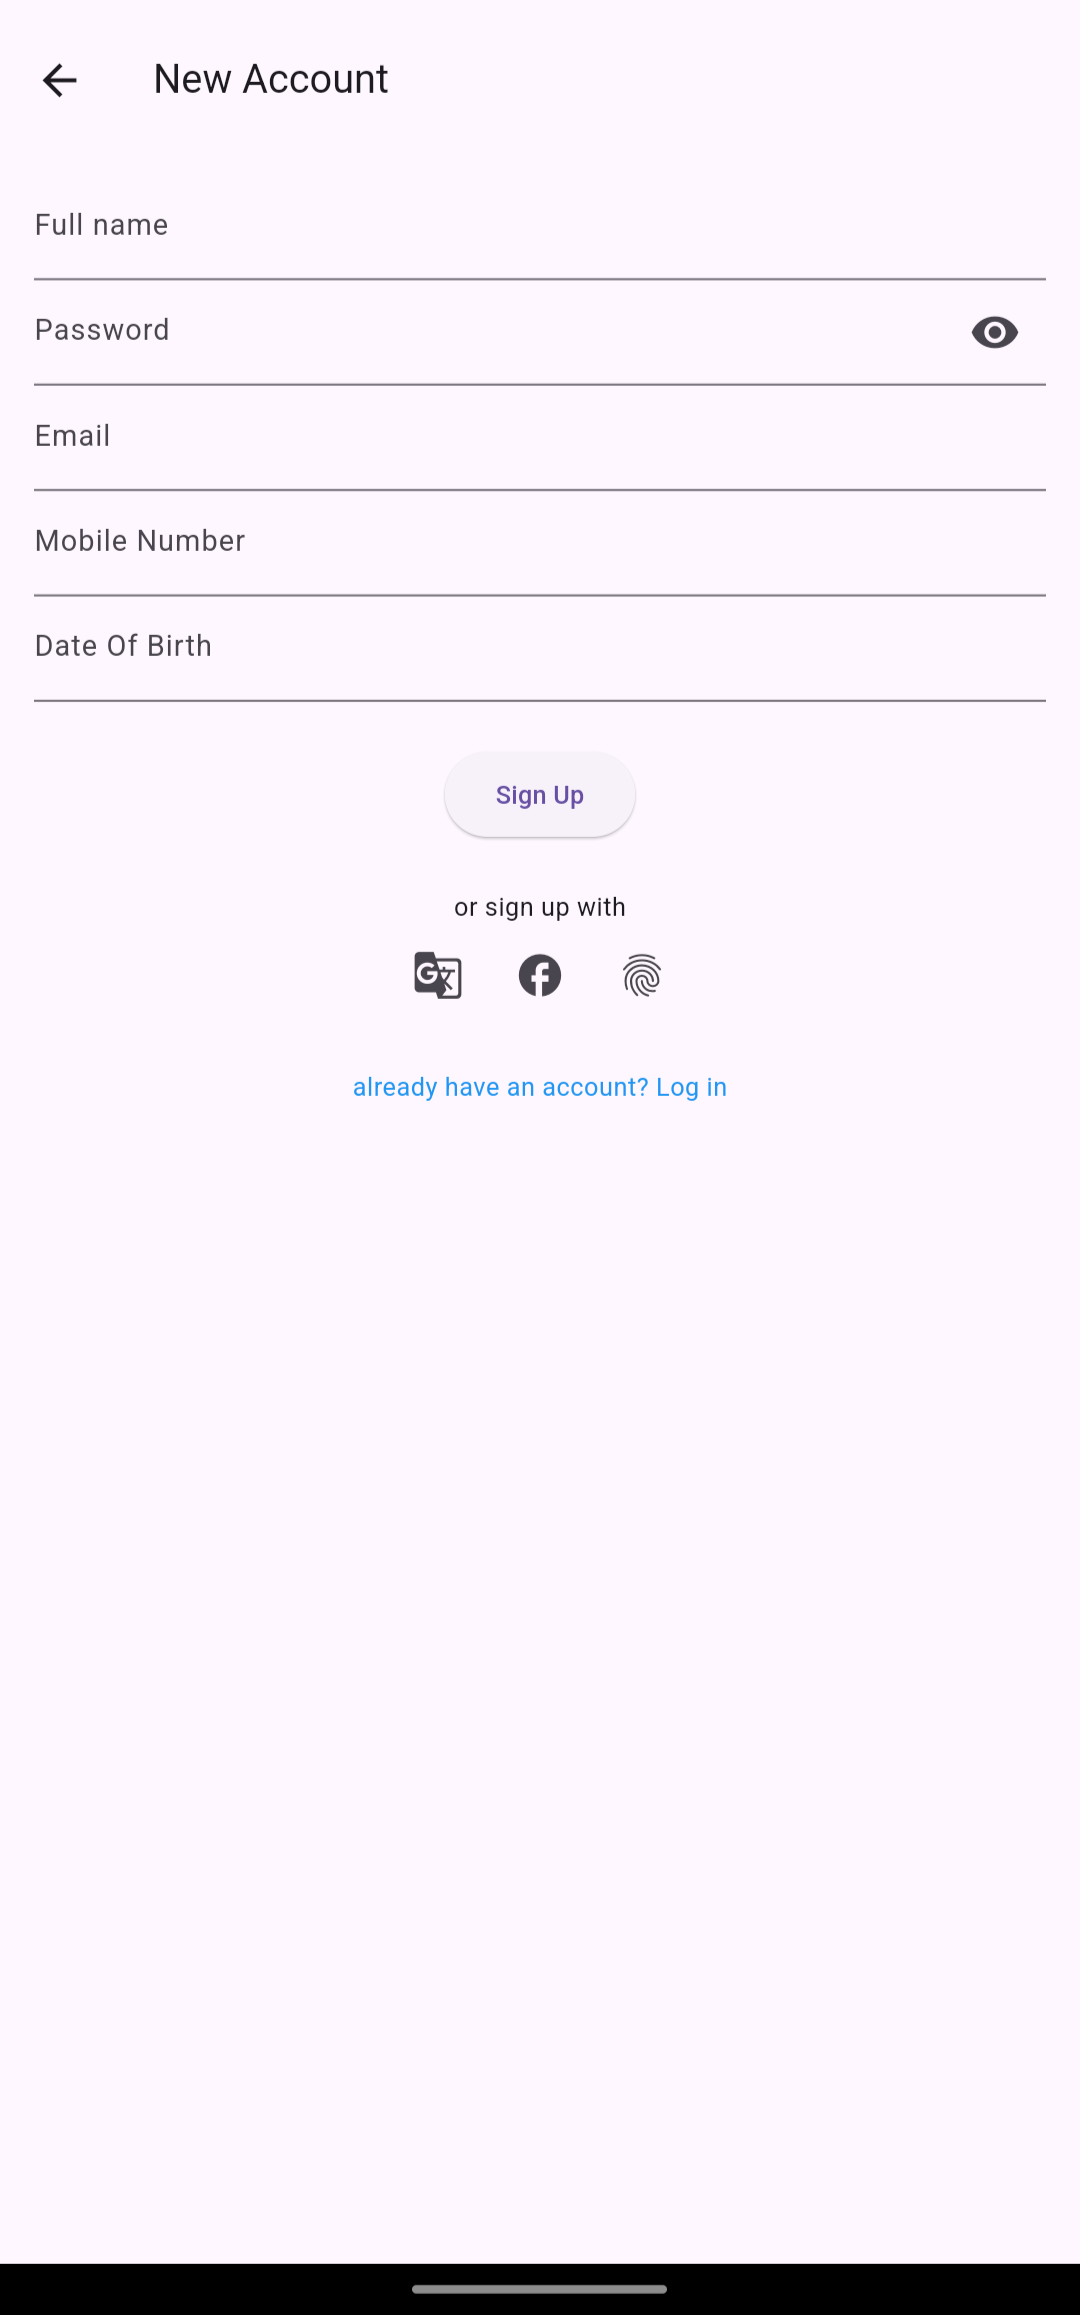 New Account
Full name
Password
Email
Mobile Number
Date Of Birth
Sign Up
or sign up with
already have an account? Log in